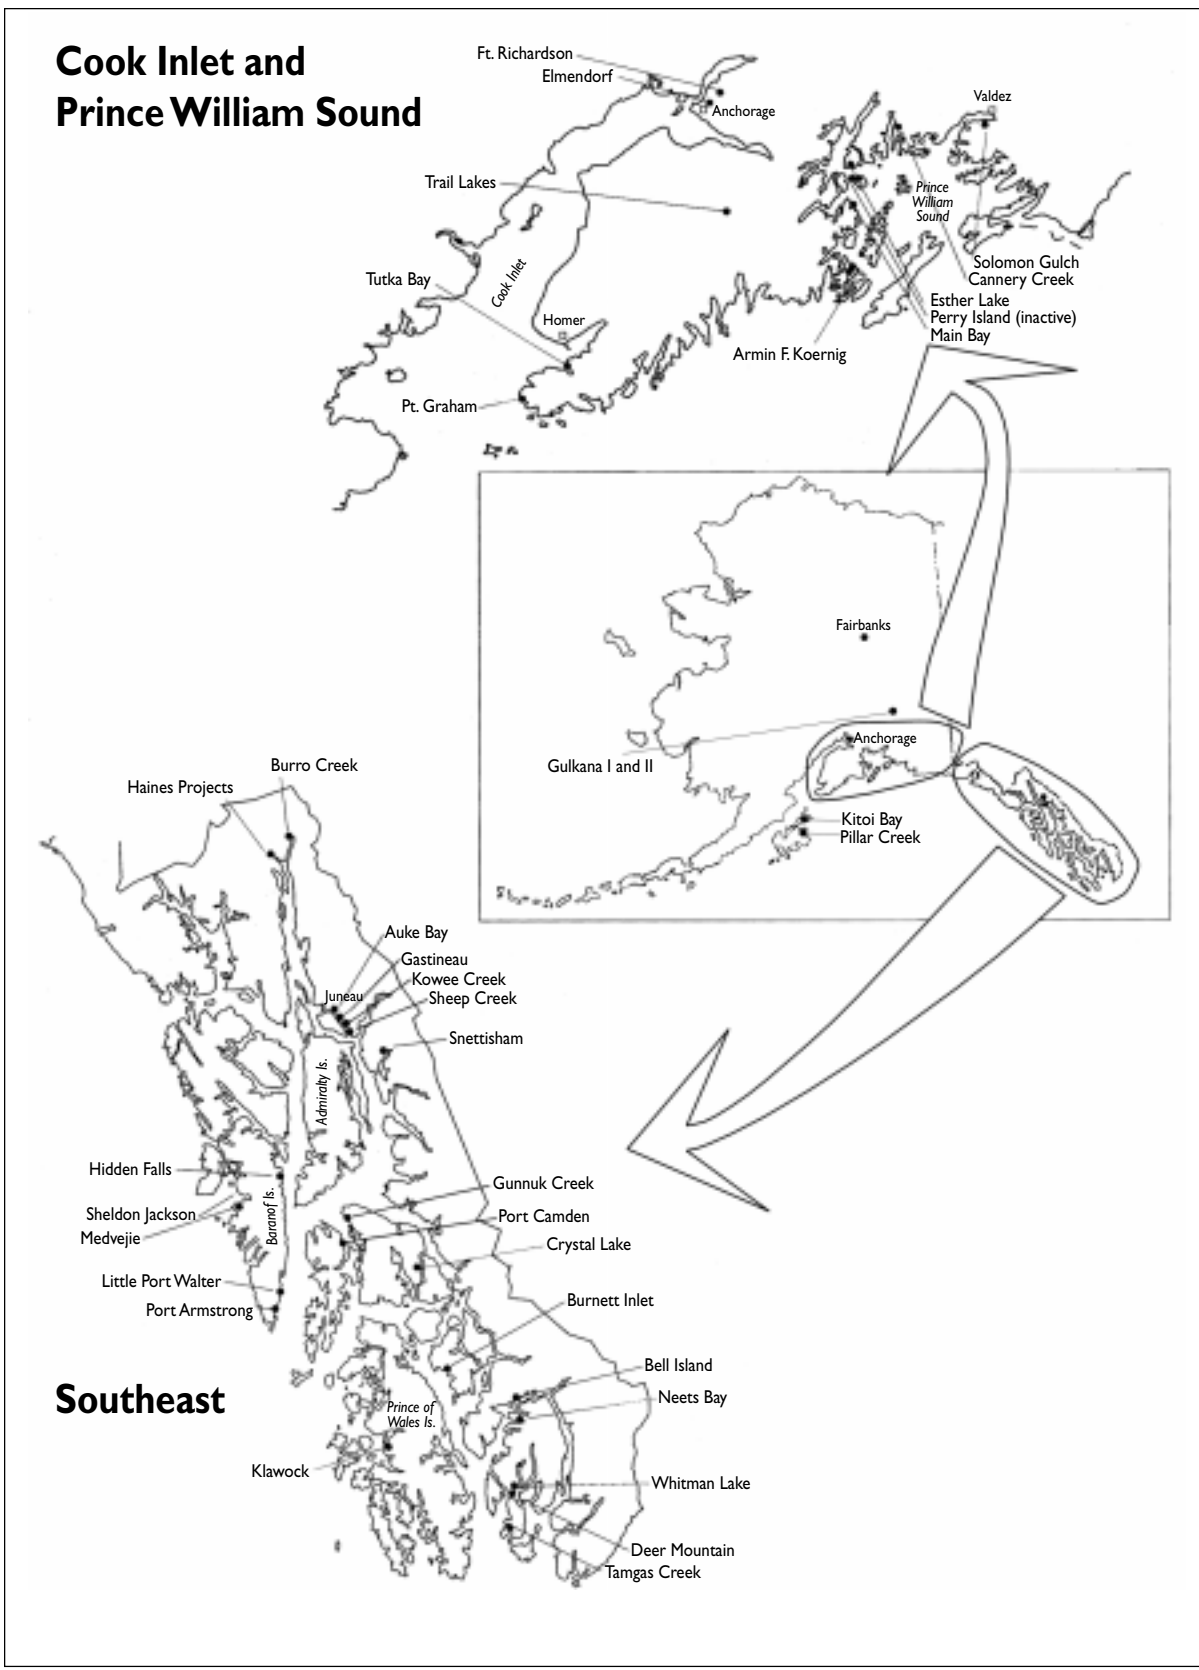 Cook Inlet and
Prince William Sound
Ft. Richardson
Elmendorf
Anchorage
Valdez
Trail Lakes
Prince
William
Sound
Tutka Bay
Cook Inlet
Homer
Solomon Gulch
Cannery Creek
Esther Lake
Perry Island (inactive)
Main Bay
Armin F. Koernig
Pt. Graham
Fairbanks
Anchorage
Gulkana I and II
Kitoi Bay
Pillar Creek
Burro Creek
Haines Projects
Auke Bay
Gastineau
Kowee Creek
Juneau
Sheep Creek
Snettisham
Admiralty Is.
Hidden Falls
Gunnuk Creek
Baranof Is.
Sheldon Jackson
Port Camden
Medvejie
Crystal Lake
Little Port Walter
Port Armstrong
Burnett Inlet
Bell Island
Southeast
Neets Bay
Prince of
Wales Is.
Klawock
Whitman Lake
Deer Mountain
Tamgas Creek